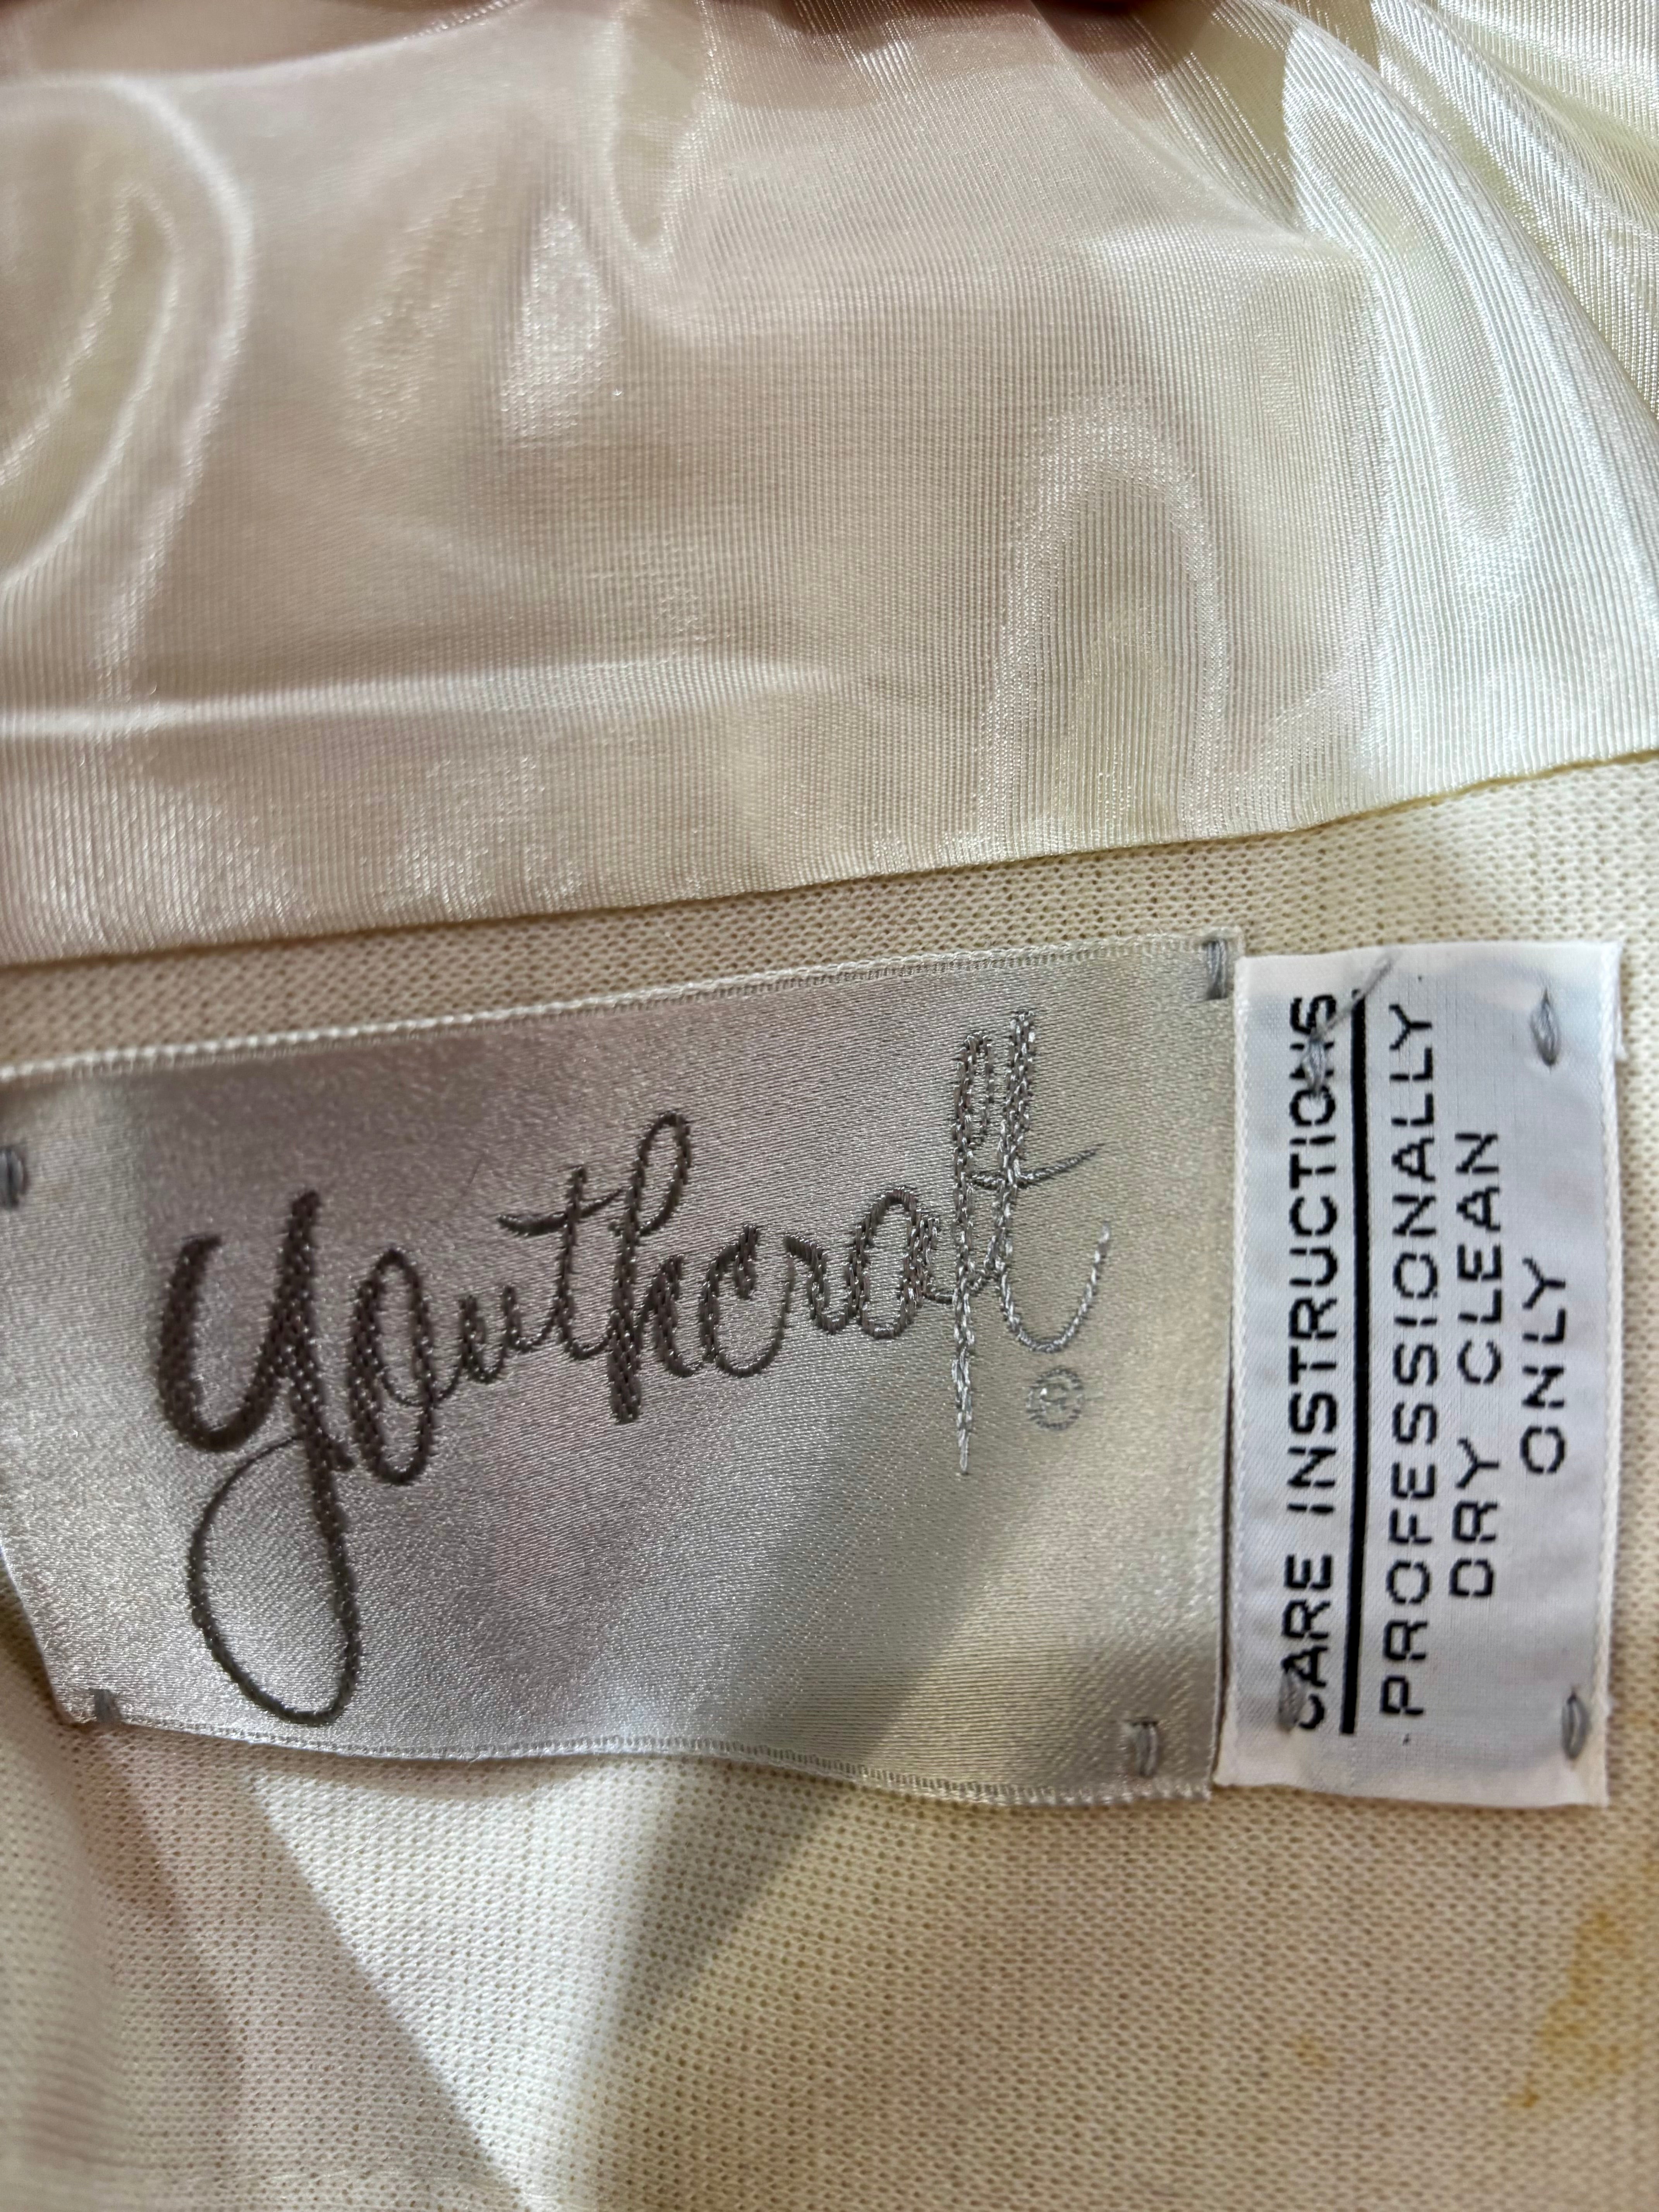 youthcraft®
CARE INSTRUCTIONS
PROFESSIONALLY
DRY CLEAN
ONLY